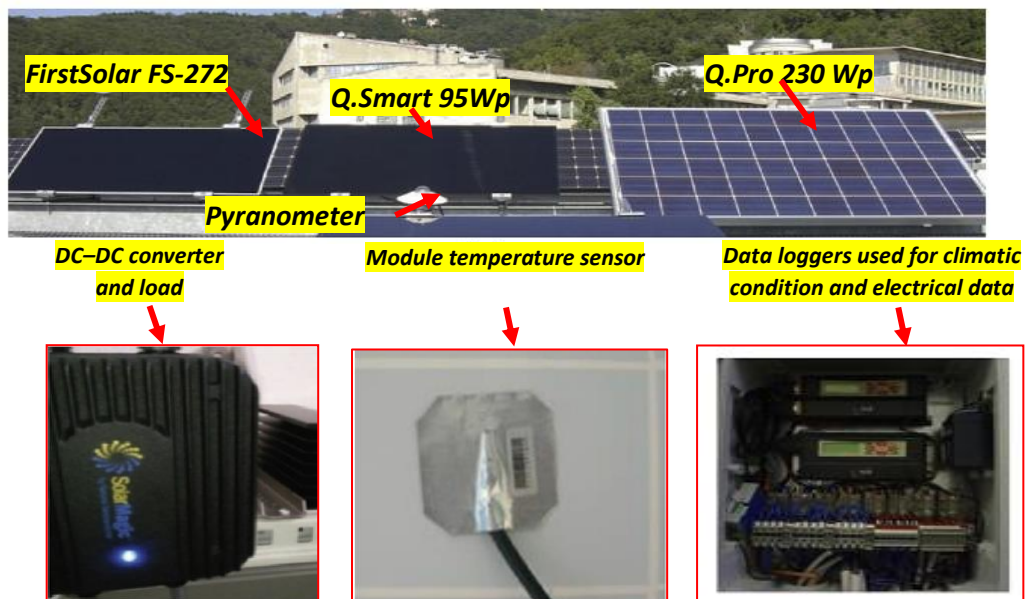 FirstSolar FS-272
Q.Smart 95Wp
Q.Pro 230 Wp
Pyranometer
DC–DC converter
and load
Module temperature sensor
Data loggers used for climatic
condition and electrical data
SolarMagic